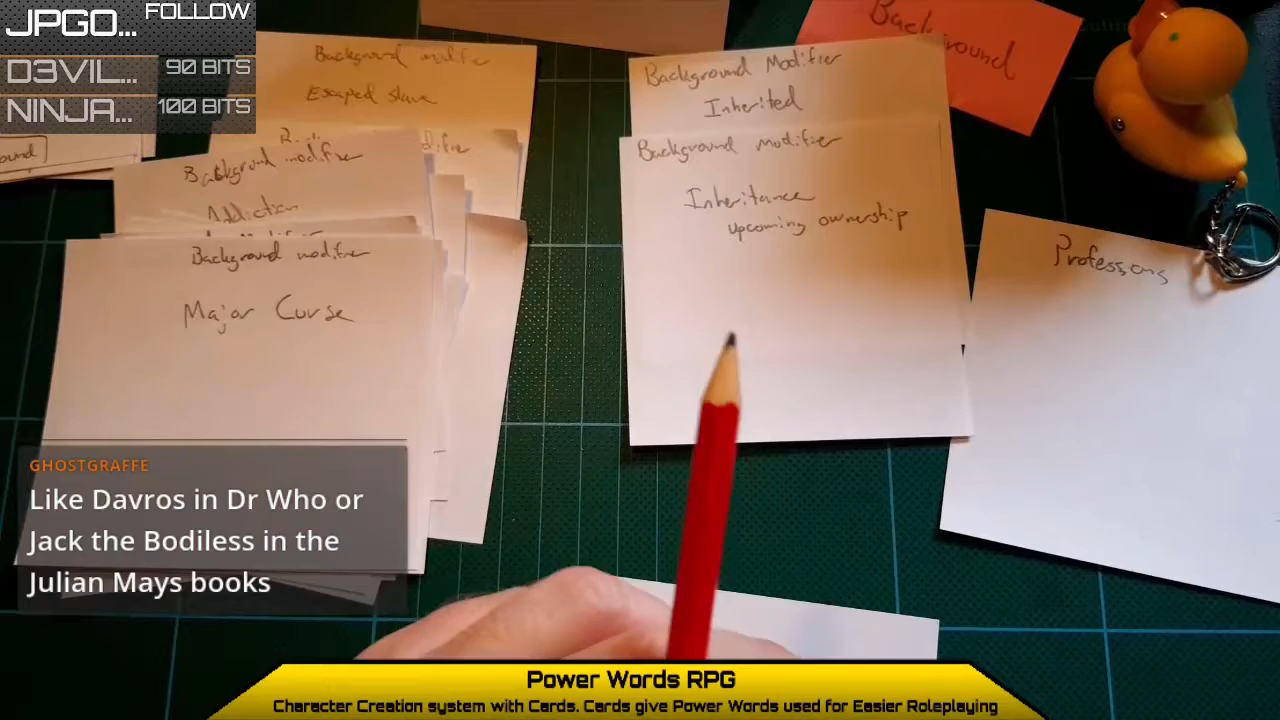 FOLLOW
JPGO...
D3VIL... 90 BITS
NINJA... 100 BITS
Background modifier
Escaped slave
Background modifier
Addiction
Background modifier
Major Curse
Background Modifier
Inherited
Background modifier
Inheritance
upcoming ownership
Background
Professions
GHOSTGRAFFE
Like Davros in Dr Who or
Jack the Bodiless in the
Julian Mays books
Power Words RPG
Character Creation system with Cards. Cards give Power Words used for Easier Roleplaying